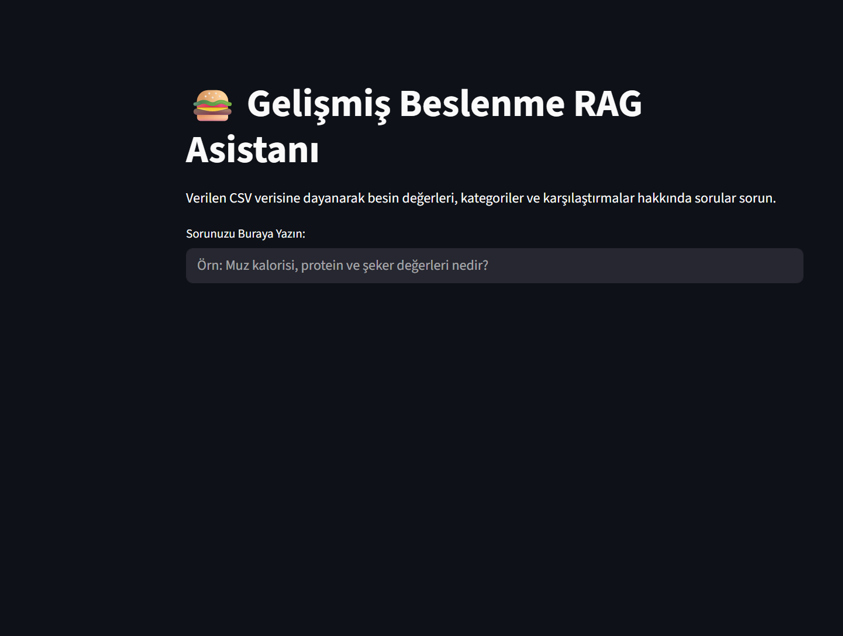 🍔 Gelişmiş Beslenme RAG
Asistanı
Verilen CSV verisine dayanarak besin değerleri, kategoriler ve karşılaştırmalar hakkında sorular sorun.
Sorunuzu Buraya Yazın:
Örn: Muz kalorisi, protein ve şeker değerleri nedir?